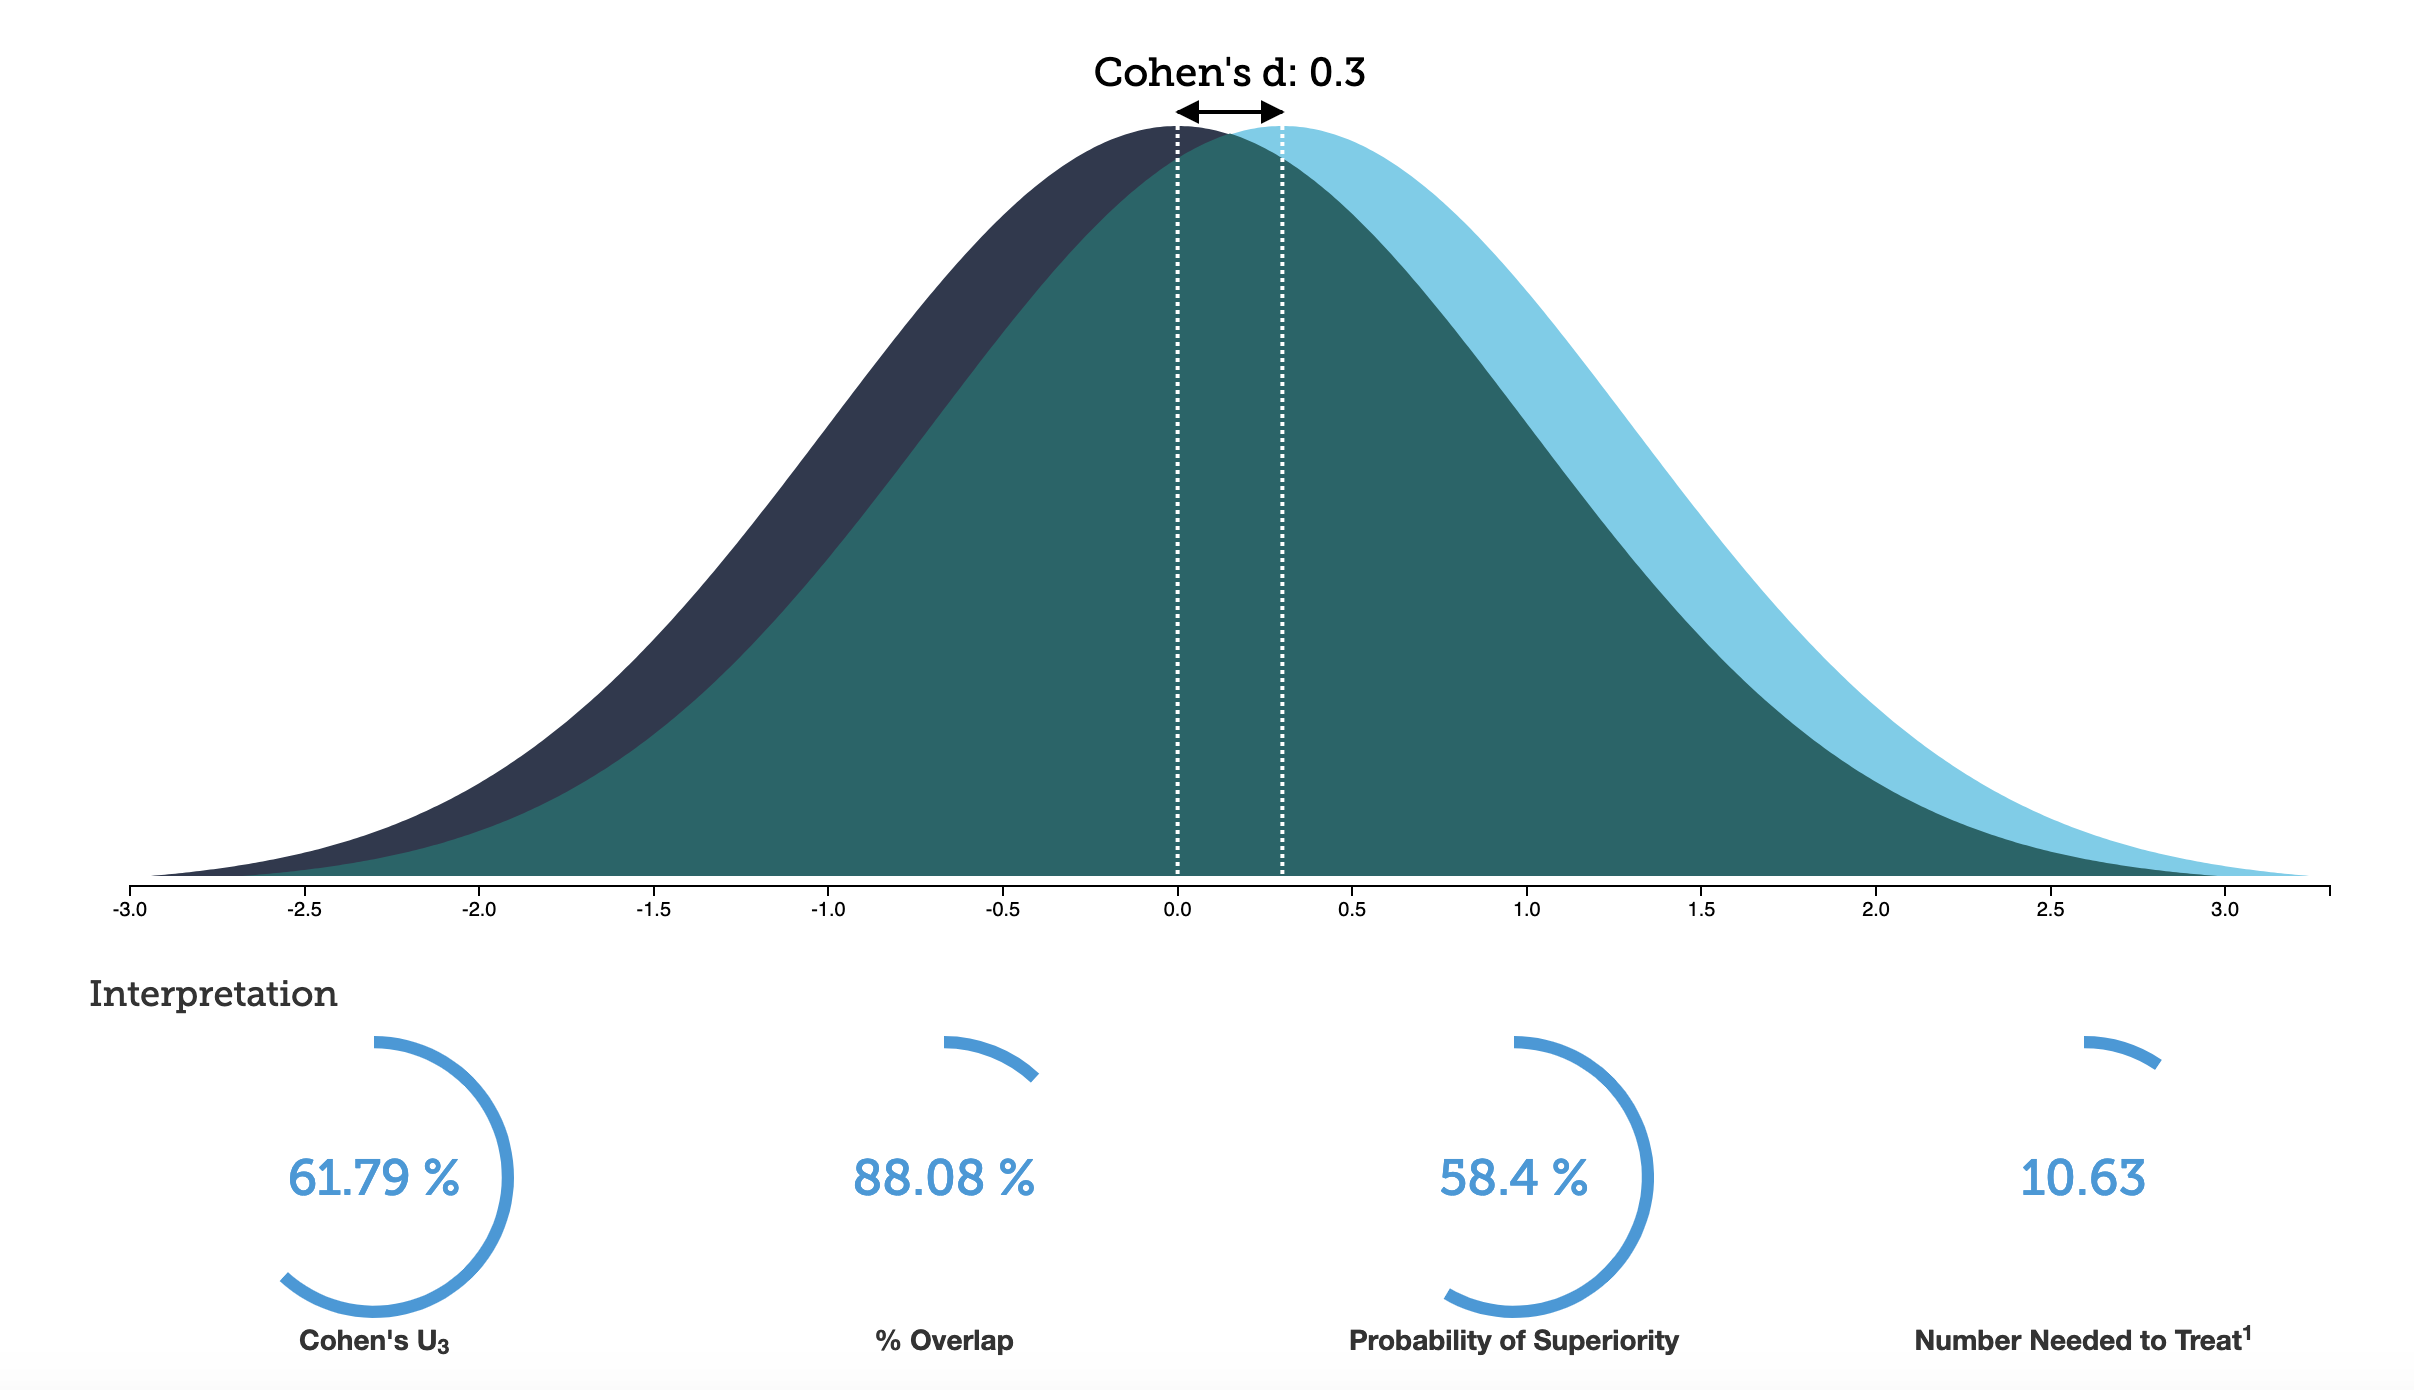 Cohen's d: 0.3
-3.0 -2.5 -2.0 -1.5 -1.0 -0.5 0.0 0.5 1.0 1.5 2.0 2.5 3.0
Interpretation
61.79 % 88.08 % 58.4 % 10.63
Cohen's U₃ % Overlap Probability of Superiority Number Needed to Treat¹